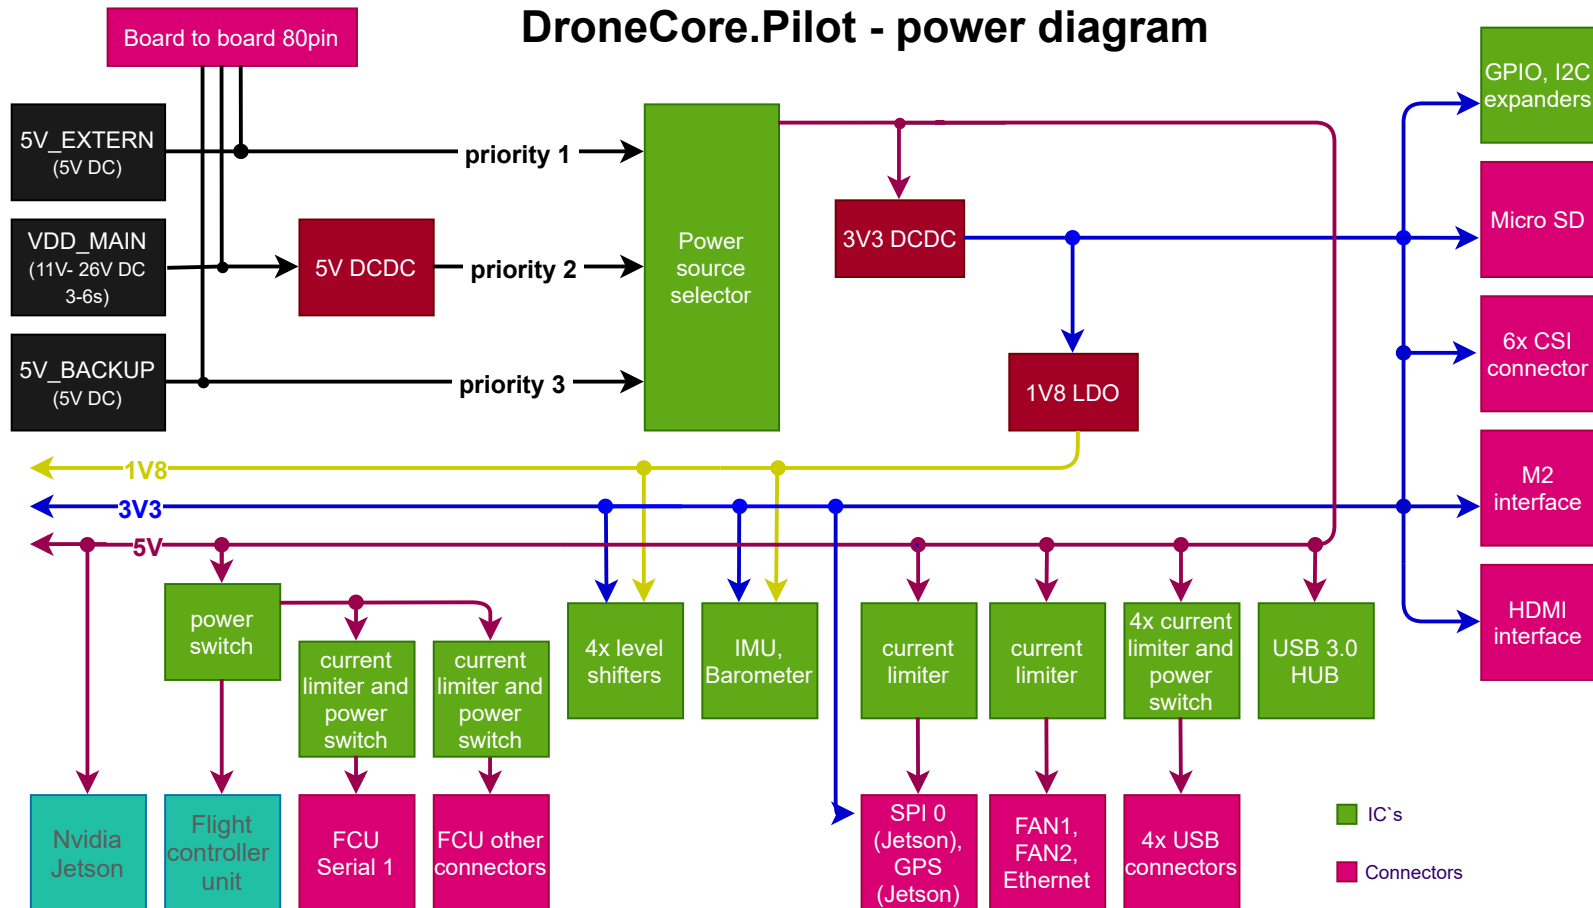 DroneCore.Pilot - power diagram
Board to board 80pin
5V_EXTERN
(5V DC)
priority 1
VDD_MAIN
(11V- 26V DC
3-6s)
5V DCDC
priority 2
5V_BACKUP
(5V DC)
priority 3
Power
source
selector
3V3 DCDC
1V8 LDO
GPIO, I2C
expanders
Micro SD
6x CSI
connector
M2
interface
HDMI
interface
1V8
3V3
5V
power
switch
current
limiter and
power
switch
current
limiter and
power
switch
4x level
shifters
IMU,
Barometer
current
limiter
current
limiter
4x current
limiter and
power
switch
USB 3.0
HUB
Nvidia
Jetson
Flight
controller
unit
FCU
Serial 1
FCU other
connectors
SPI 0
(Jetson),
GPS
(Jetson)
FAN1,
FAN2,
Ethernet
4x USB
connectors
IC`s
Connectors